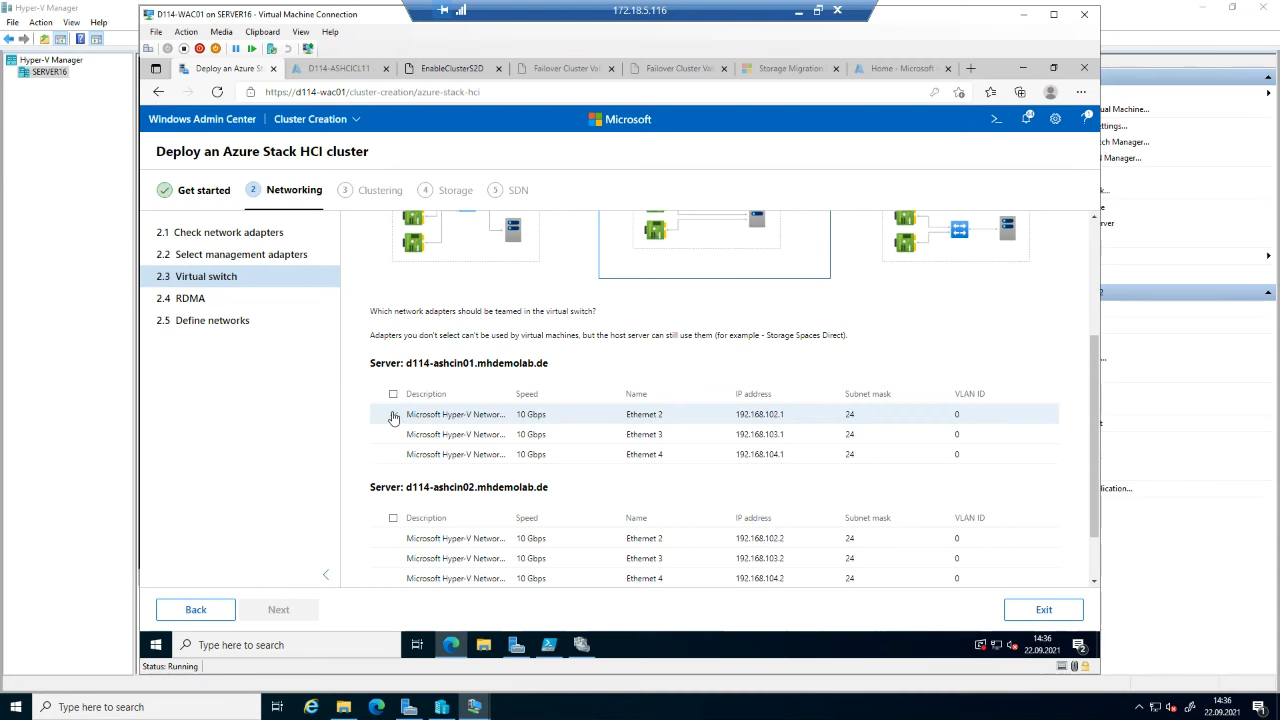 Hyper-V Manager
File Action View Help
Hyper-V Manager
SERVER16
172.18.5.116
D114-WAC01 on SERVER16 - Virtual Machine Connection
File Action Media Clipboard View Help
Deploy an Azure S
D114-ASHCICL11
EnableClusterS2D
Failover Cluster Val
Failover Cluster Val
Storage Migration
Home - Microsoft
https://d114-wac01/cluster-creation/azure-stack-hci
Windows Admin Center
Cluster Creation
Microsoft
Deploy an Azure Stack HCI cluster
Get started
2 Networking
3 Clustering
4 Storage
5 SDN
2.1 Check network adapters
2.2 Select management adapters
2.3 Virtual switch
2.4 RDMA
2.5 Define networks
Which network adapters should be teamed in the virtual switch?
Adapters you don't select can't be used by virtual machines, but the host server can still use them (for example - Storage Spaces Direct).
Server: d114-ashcin01.mhdemolab.de
Description Speed Name IP address Subnet mask VLAN ID
Microsoft Hyper-V Networ... 10 Gbps Ethernet 2 192.168.102.1 24 0
Microsoft Hyper-V Networ... 10 Gbps Ethernet 3 192.168.103.1 24 0
Microsoft Hyper-V Networ... 10 Gbps Ethernet 4 192.168.104.1 24 0
Server: d114-ashcin02.mhdemolab.de
Description Speed Name IP address Subnet mask VLAN ID
Microsoft Hyper-V Networ... 10 Gbps Ethernet 2 192.168.102.2 24 0
Microsoft Hyper-V Networ... 10 Gbps Ethernet 3 192.168.103.2 24 0
Microsoft Hyper-V Networ... 10 Gbps Ethernet 4 192.168.104.2 24 0
Back
Next
Exit
Type here to search
14:36
22.09.2021
2
Status: Running
irtual Machine...
ettings...
tch Manager...
N Manager...
k...
erver
...
lication...
Type here to search
14:36
22.09.2021
1